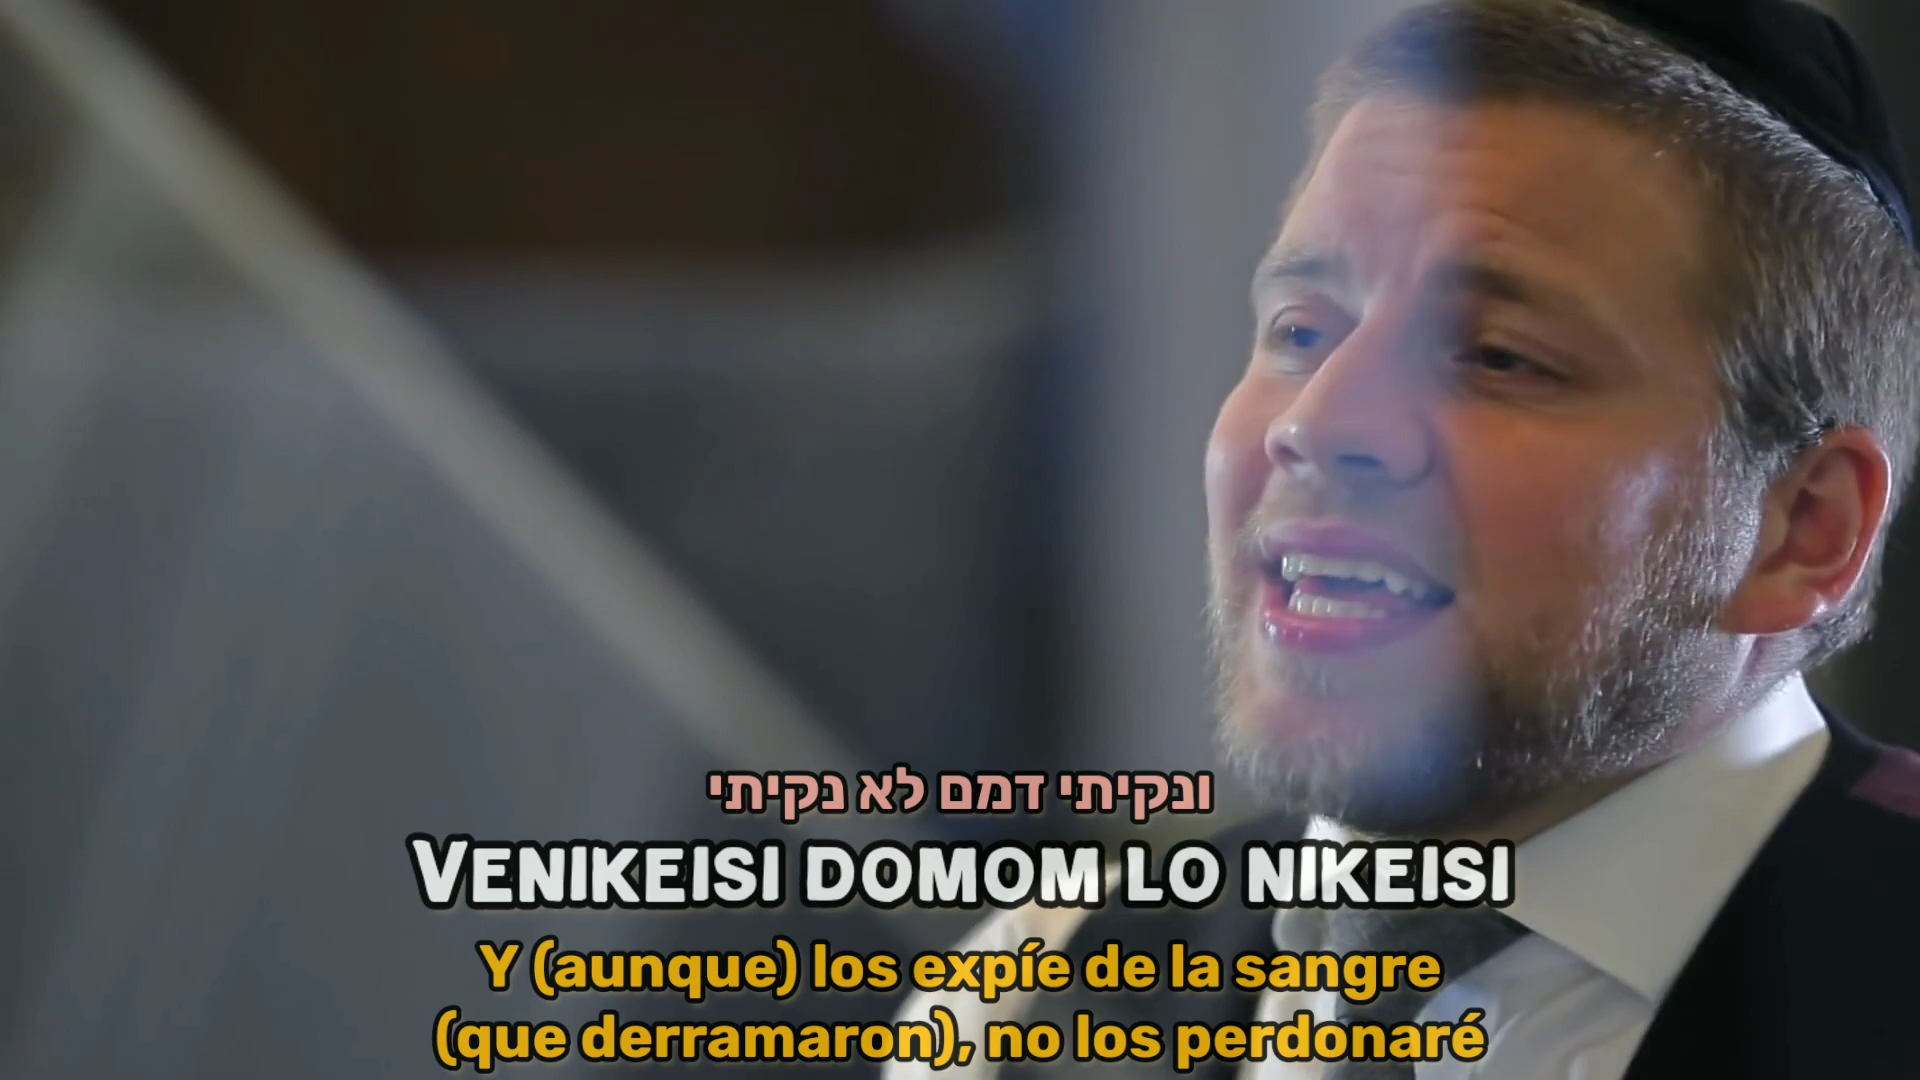 ונקיתי דמם לא נקיתי
VENIKEISI DOMOM LO NIKEISI
Y (aunque) los expíe de la sangre
(que derramaron), no los perdonaré